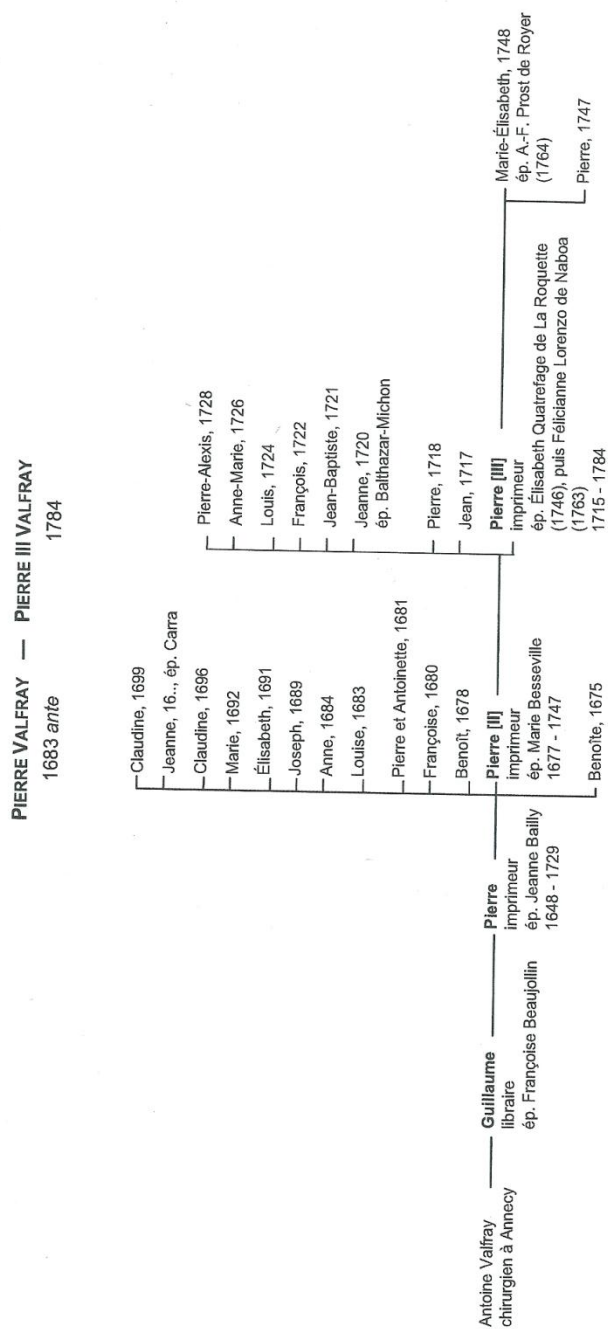 PIERRE VALFRAY — PIERRE III VALFRAY
1683 ante 1784
Antoine Valfray
chirurgien à Annecy
Guillaume
libraire
ép. Françoise Beaujollin
Pierre
imprimeur
ép. Jeanne Bailly
1648 - 1729
Claudine, 1699
Jeanne, 16.., ép. Carra
Claudine, 1696
Marie, 1692
Élisabeth, 1691
Joseph, 1689
Anne, 1684
Louise, 1683
Pierre et Antoinette, 1681
Françoise, 1680
Benoît, 1678
Pierre [II]
imprimeur
ép. Marie Besseville
1677 - 1747
Benoîte, 1675
Pierre-Alexis, 1728
Anne-Marie, 1726
Louis, 1724
François, 1722
Jean-Baptiste, 1721
Jeanne, 1720
ép. Balthazar-Michon
Pierre, 1718
Jean, 1717
Pierre [III]
imprimeur
ép. Élisabeth Quatrefage de La Roquette
(1746), puis Félicianne Lorenzo de Naboa
(1763)
1715 - 1784
Marie-Élisabeth, 1748
ép. A.-F. Prost de Royer
(1764)
Pierre, 1747